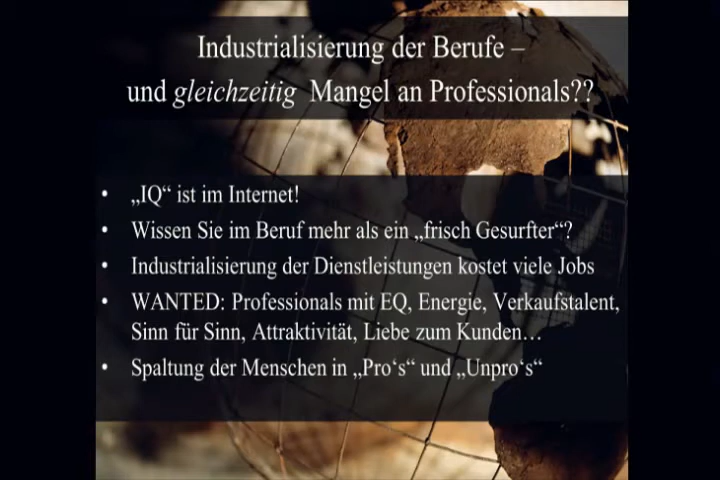 Industrialisierung der Berufe –
und gleichzeitig Mangel an Professionals??
• „IQ“ ist im Internet!
• Wissen Sie im Beruf mehr als ein „frisch Gesurfter“?
• Industrialisierung der Dienstleistungen kostet viele Jobs
• WANTED: Professionals mit EQ, Energie, Verkaufstalent,
Sinn für Sinn, Attraktivität, Liebe zum Kunden…
• Spaltung der Menschen in „Pro‘s“ und „Unpro‘s“